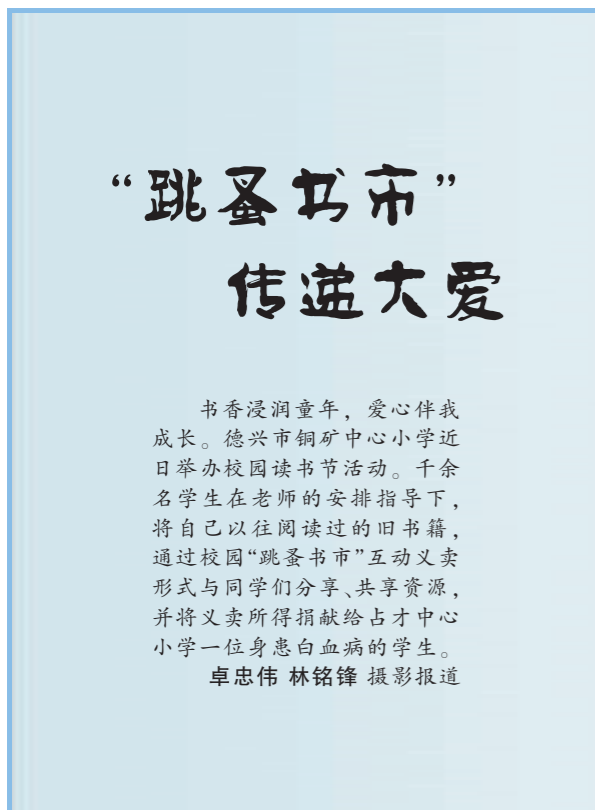 “跳蚤书市”
传递大爱
书香浸润童年，爱心伴我
成长。德兴市铜矿中心小学近
日举办校园读书节活动。千余
名学生在老师的安排指导下，
将自己以往阅读过的旧书籍，
通过校园“跳蚤书市”互动义卖
形式与同学们分享、共享资源，
并将义卖所得捐献给占才中心
小学一位身患白血病的学生。
卓忠伟 林铭锋 摄影报道